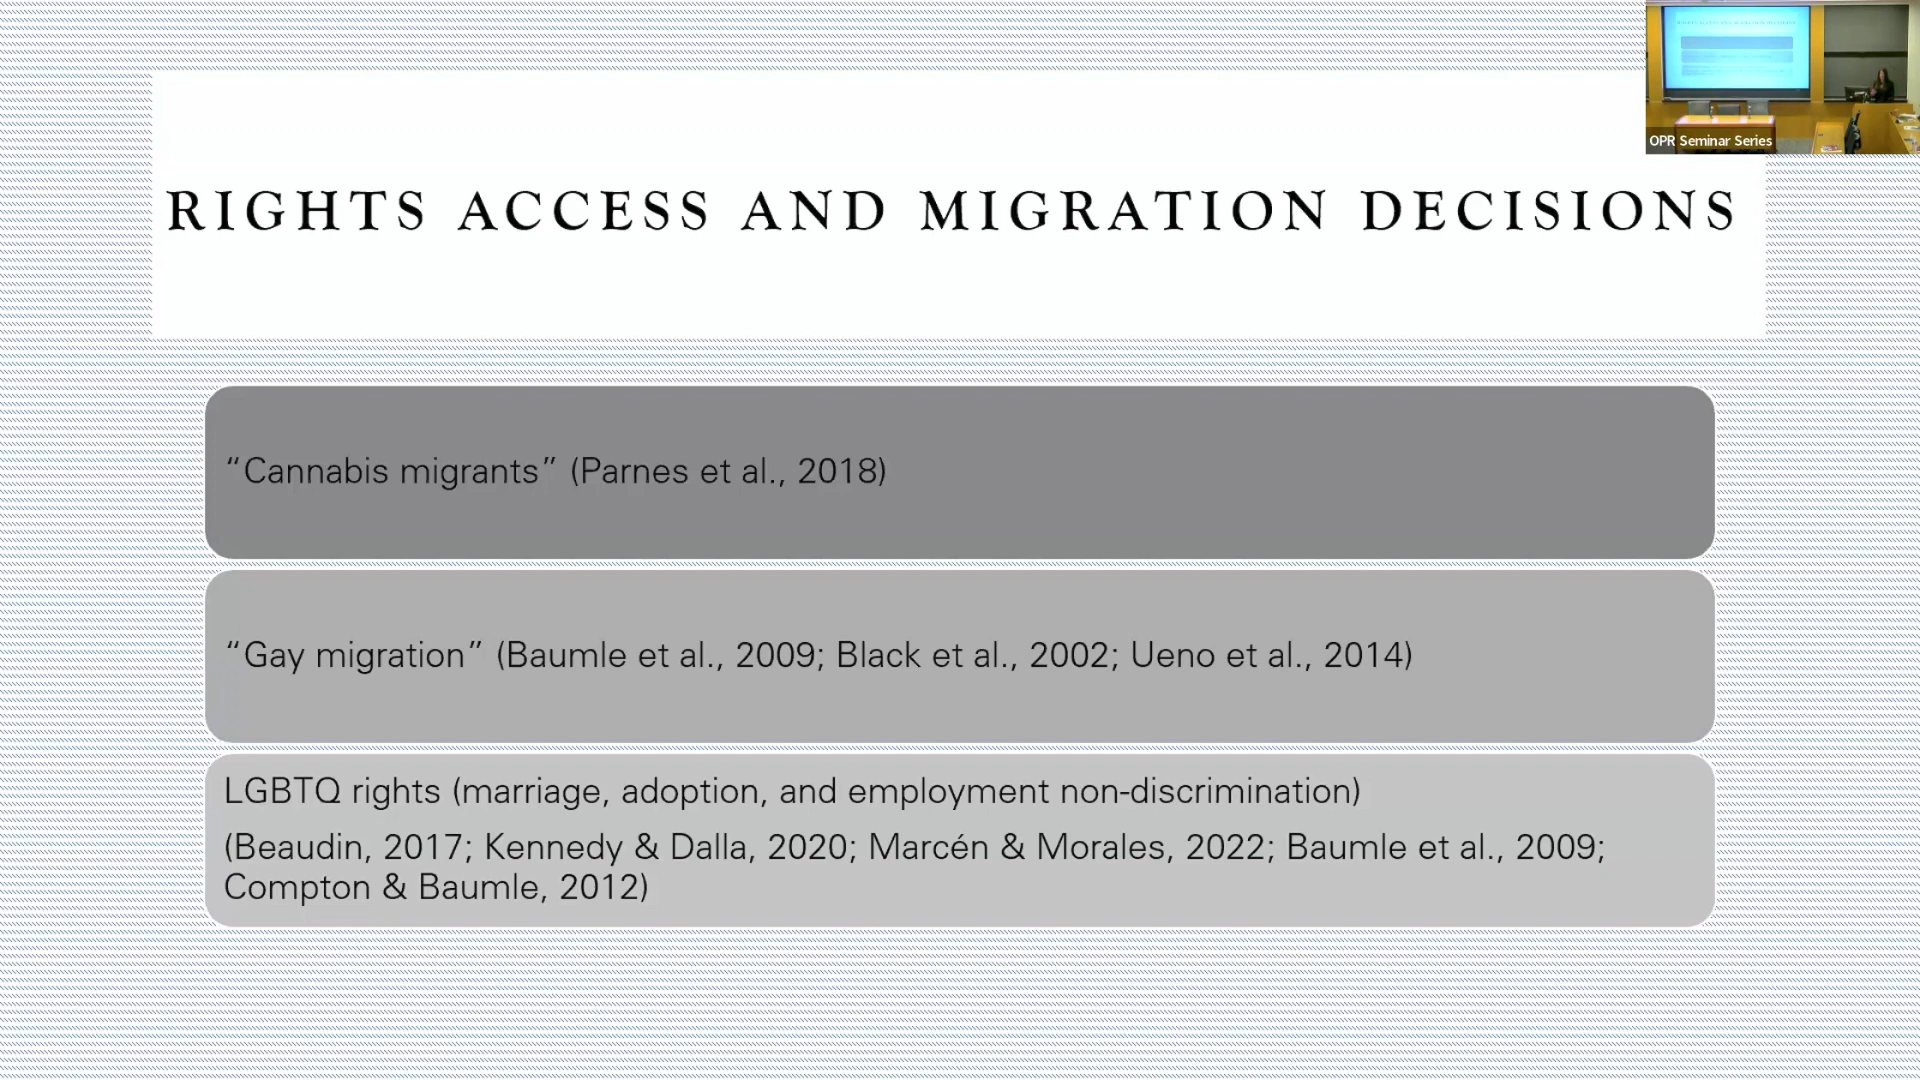 OPR Seminar Series
RIGHTS ACCESS AND MIGRATION DECISIONS
“Cannabis migrants” (Parnes et al., 2018)
“Gay migration” (Baumle et al., 2009; Black et al., 2002; Ueno et al., 2014)
LGBTQ rights (marriage, adoption, and employment non-discrimination)
(Beaudin, 2017; Kennedy & Dalla, 2020; Marcén & Morales, 2022; Baumle et al., 2009;
Compton & Baumle, 2012)